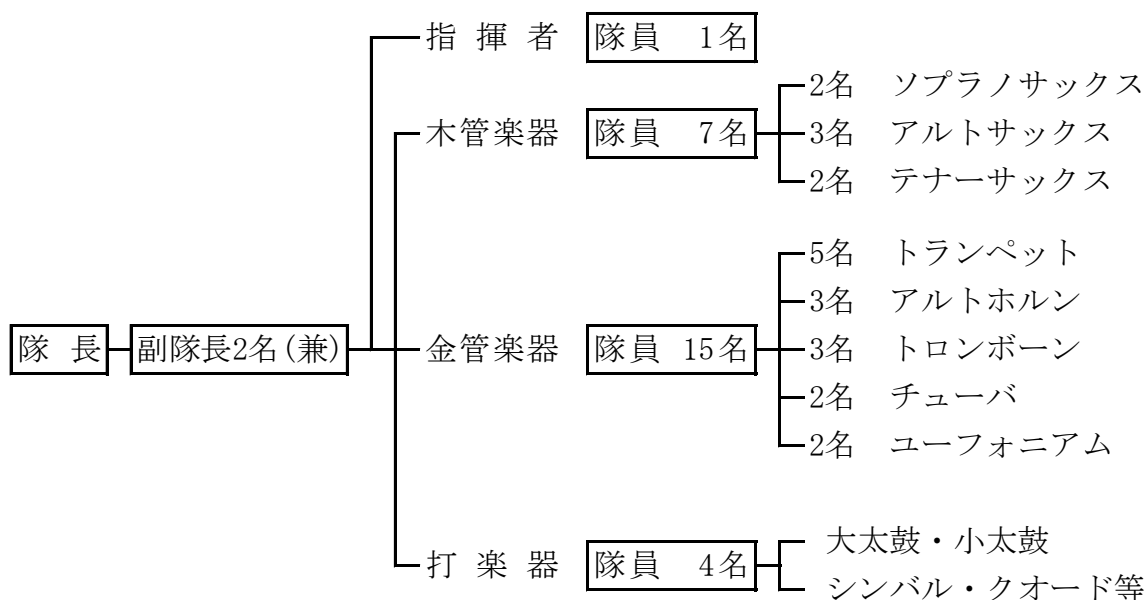 指揮者 隊員 1名
2名 ソプラノサックス
木管楽器 隊員 7名
3名 アルトサックス
2名 テナーサックス
5名 トランペット
3名 アルトホルン
隊長 副隊長2名(兼)
金管楽器 隊員 15名
3名 トロンボーン
2名 チューバ
2名 ユーフォニアム
打楽器 隊員 4名
大太鼓・小太鼓
シンバル・クオード等